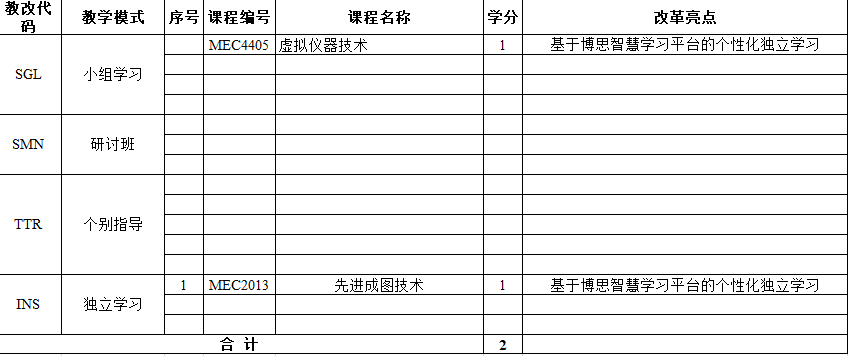 教改代码 教学模式 序号 课程编号 课程名称 学分 改革亮点
SGL 小组学习 MEC4405 虚拟仪器技术 1 基于博思智慧学习平台的个性化独立学习
SMN 研讨班
TTR 个别指导
INS 独立学习 1 MEC2013 先进成图技术 1 基于博思智慧学习平台的个性化独立学习
合 计 2